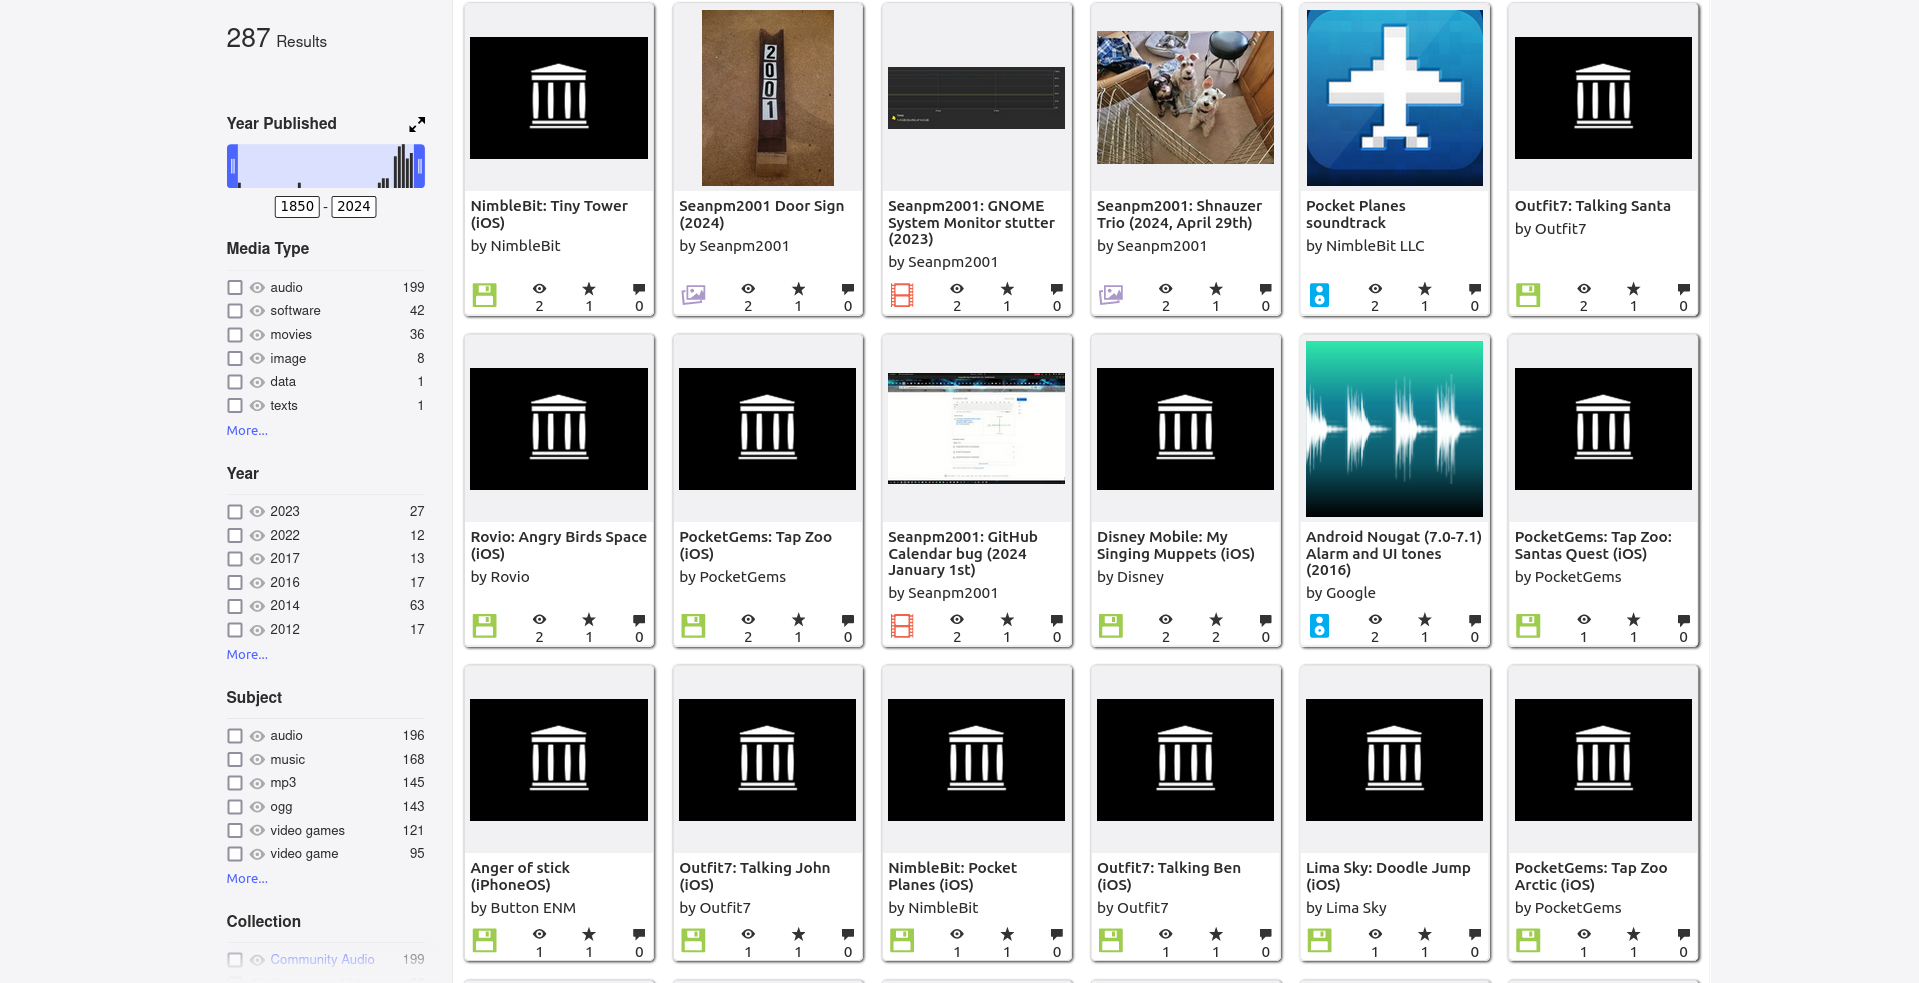 287 Results
Year Published
1850 - 2024
Media Type
audio 199
software 42
movies 36
image 8
data 1
texts 1
More...
Year
2023 27
2022 12
2017 13
2016 17
2014 63
2012 17
More...
Subject
audio 196
music 168
mp3 145
ogg 143
video games 121
video game 95
More...
Collection
Community Audio 199
NimbleBit: Tiny Tower
(iOS)
by NimbleBit
2 1 0
2001
Seanpm2001 Door Sign
(2024)
by Seanpm2001
2 1 0
Seanpm2001: GNOME
System Monitor stutter
(2023)
by Seanpm2001
2 1 0
Seanpm2001: Shnauzer
Trio (2024, April 29th)
by Seanpm2001
2 1 0
Pocket Planes
soundtrack
by NimbleBit LLC
2 1 0
Outfit7: Talking Santa
by Outfit7
2 1 0
Rovio: Angry Birds Space
(iOS)
by Rovio
2 1 0
PocketGems: Tap Zoo
(iOS)
by PocketGems
2 1 0
Seanpm2001: GitHub
Calendar bug (2024
January 1st)
by Seanpm2001
2 1 0
Disney Mobile: My
Singing Muppets (iOS)
by Disney
2 2 0
Android Nougat (7.0-7.1)
Alarm and UI tones
(2016)
by Google
2 1 0
PocketGems: Tap Zoo:
Santas Quest (iOS)
by PocketGems
1 1 0
Anger of stick
(iPhoneOS)
by Button ENM
1 1 0
Outfit7: Talking John
(iOS)
by Outfit7
1 1 0
NimbleBit: Pocket
Planes (iOS)
by NimbleBit
1 1 0
Outfit7: Talking Ben
(iOS)
by Outfit7
1 1 0
Lima Sky: Doodle Jump
(iOS)
by Lima Sky
1 1 0
PocketGems: Tap Zoo
Arctic (iOS)
by PocketGems
1 1 0